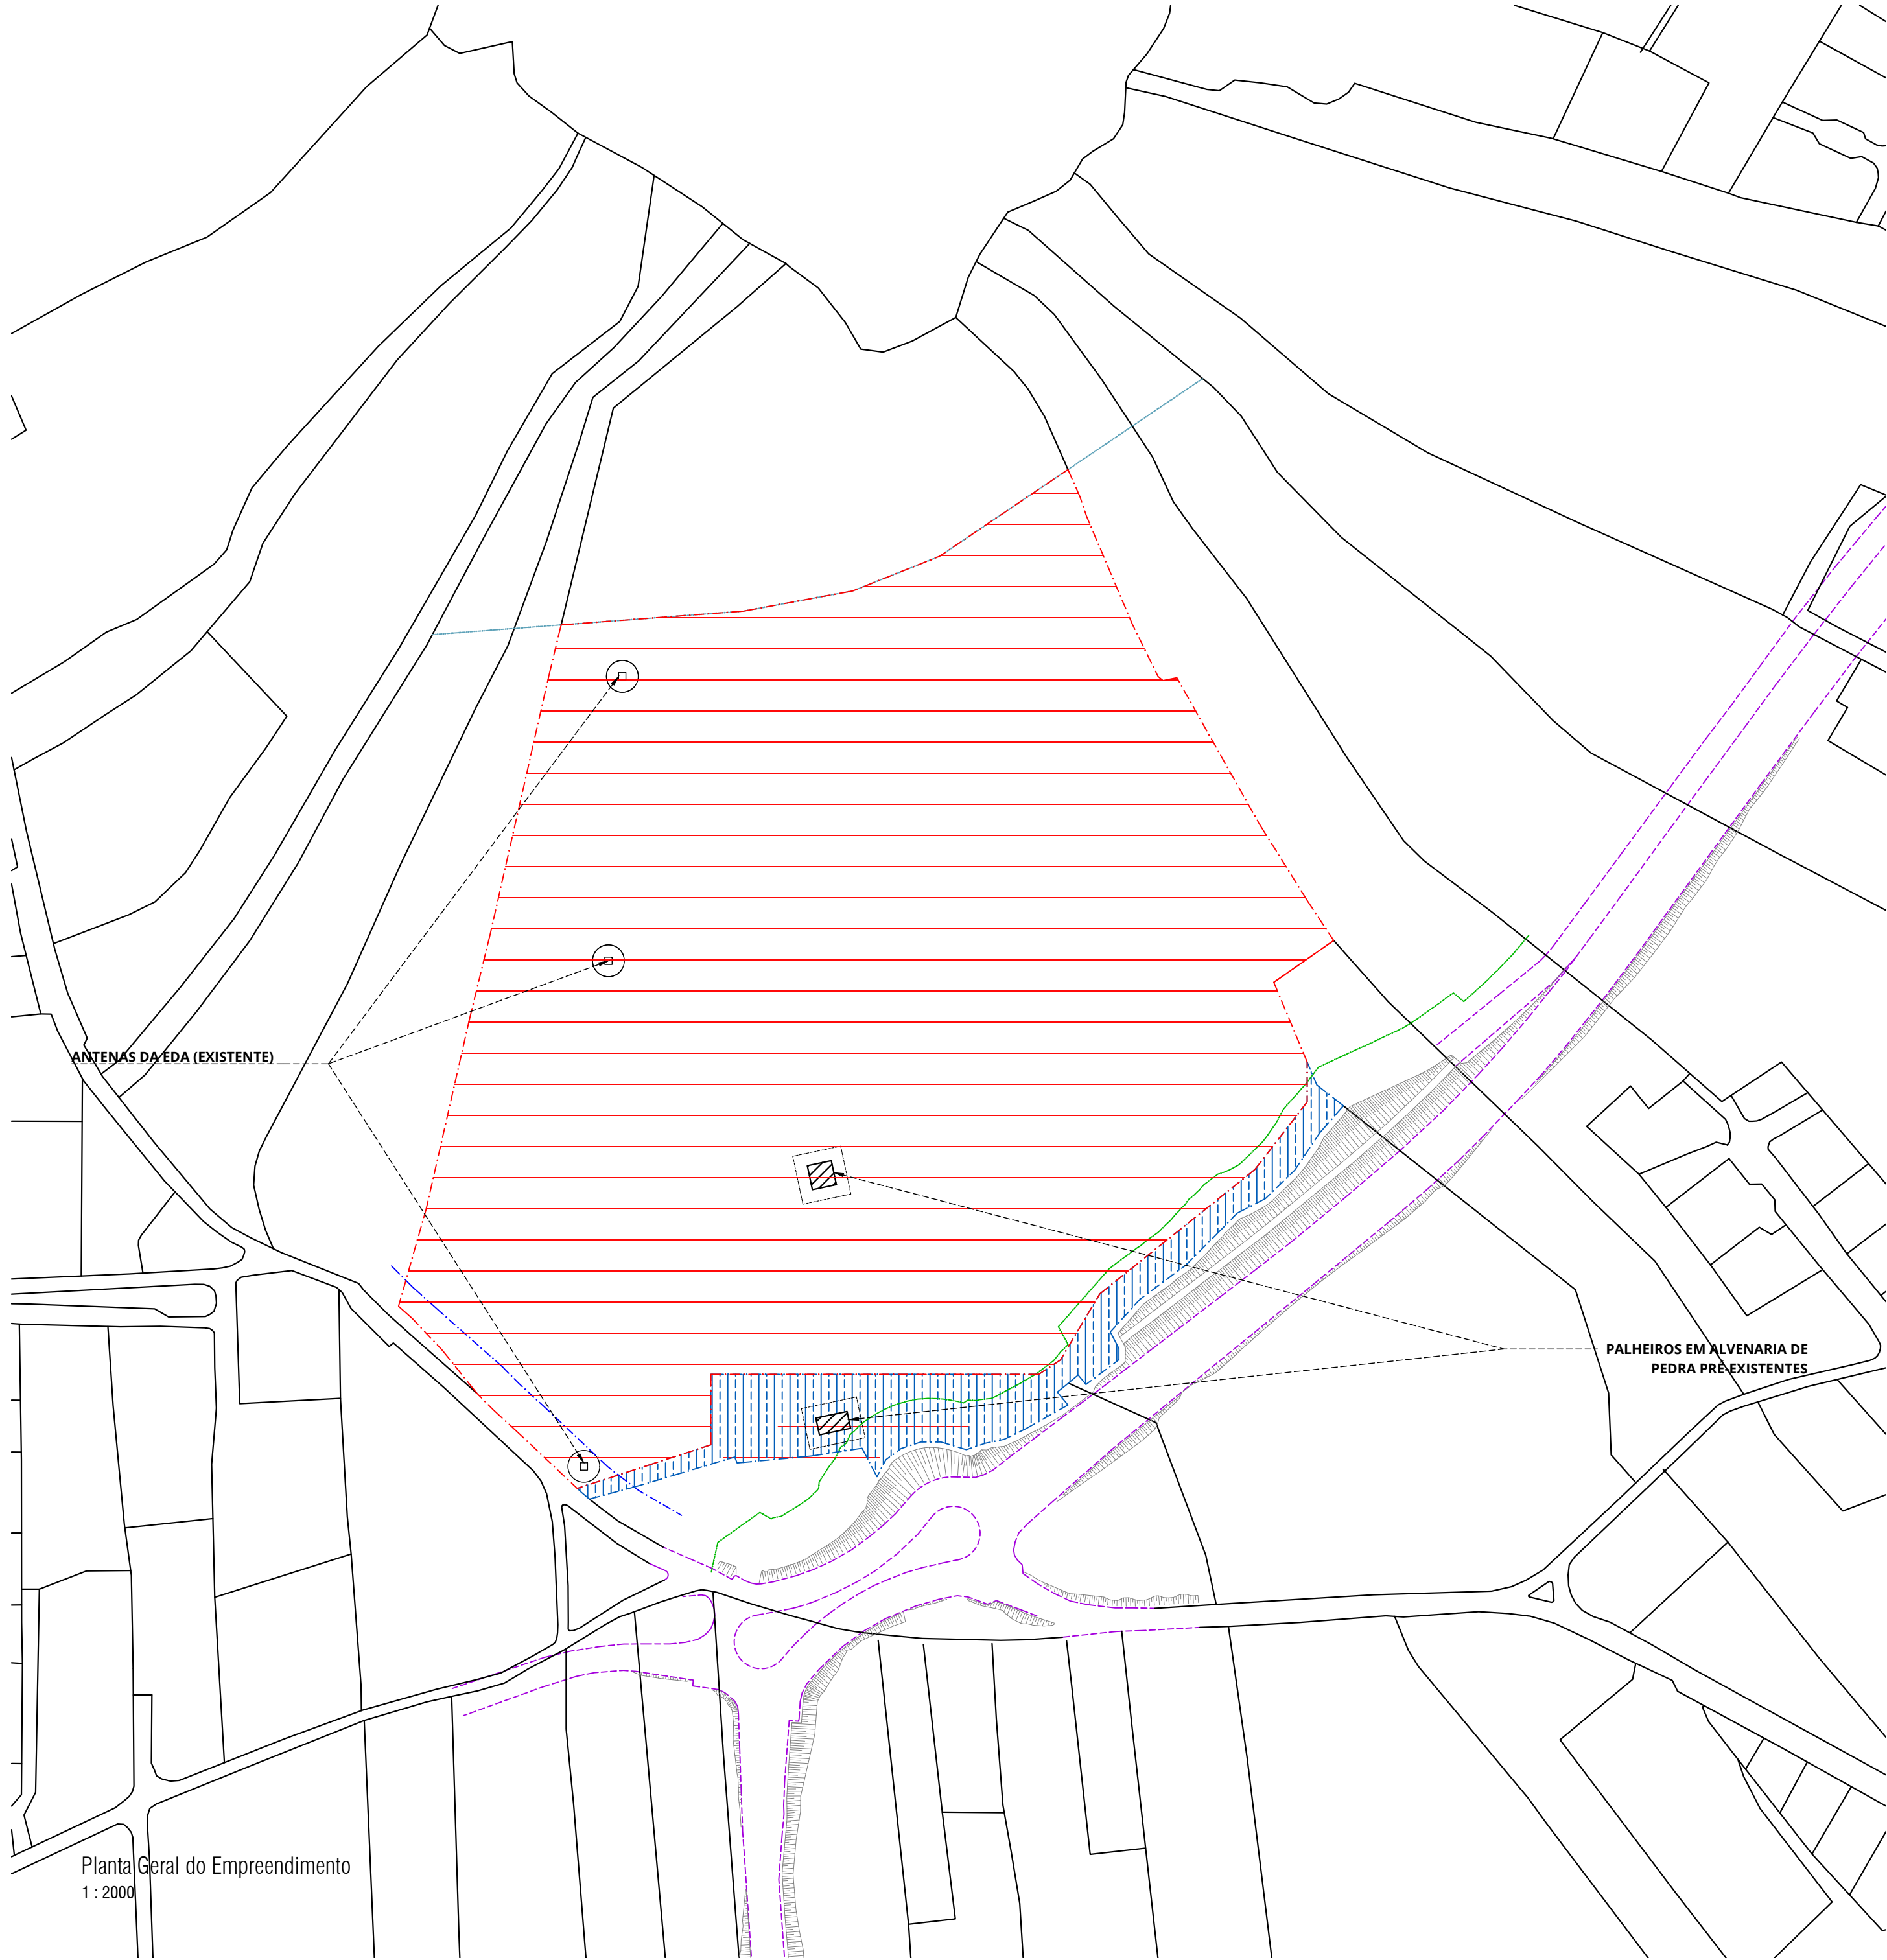 ANTENAS DA EDA (EXISTENTE)
PALHEIROS EM ALVENARIA DE
PEDRA PRÉ-EXISTENTES
Planta Geral do Empreendimento
1 : 2000